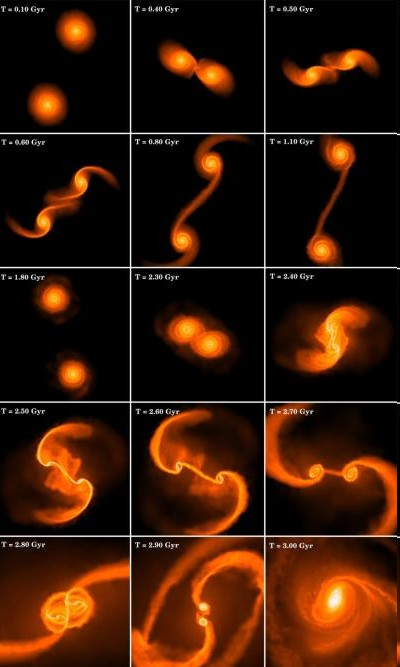 T = 0.10 Gyr
T = 0.40 Gyr
T = 0.50 Gyr
T = 0.60 Gyr
T = 0.80 Gyr
T = 1.10 Gyr
T = 1.80 Gyr
T = 2.30 Gyr
T = 2.40 Gyr
T = 2.50 Gyr
T = 2.60 Gyr
T = 2.70 Gyr
T = 2.80 Gyr
T = 2.90 Gyr
T = 3.00 Gyr